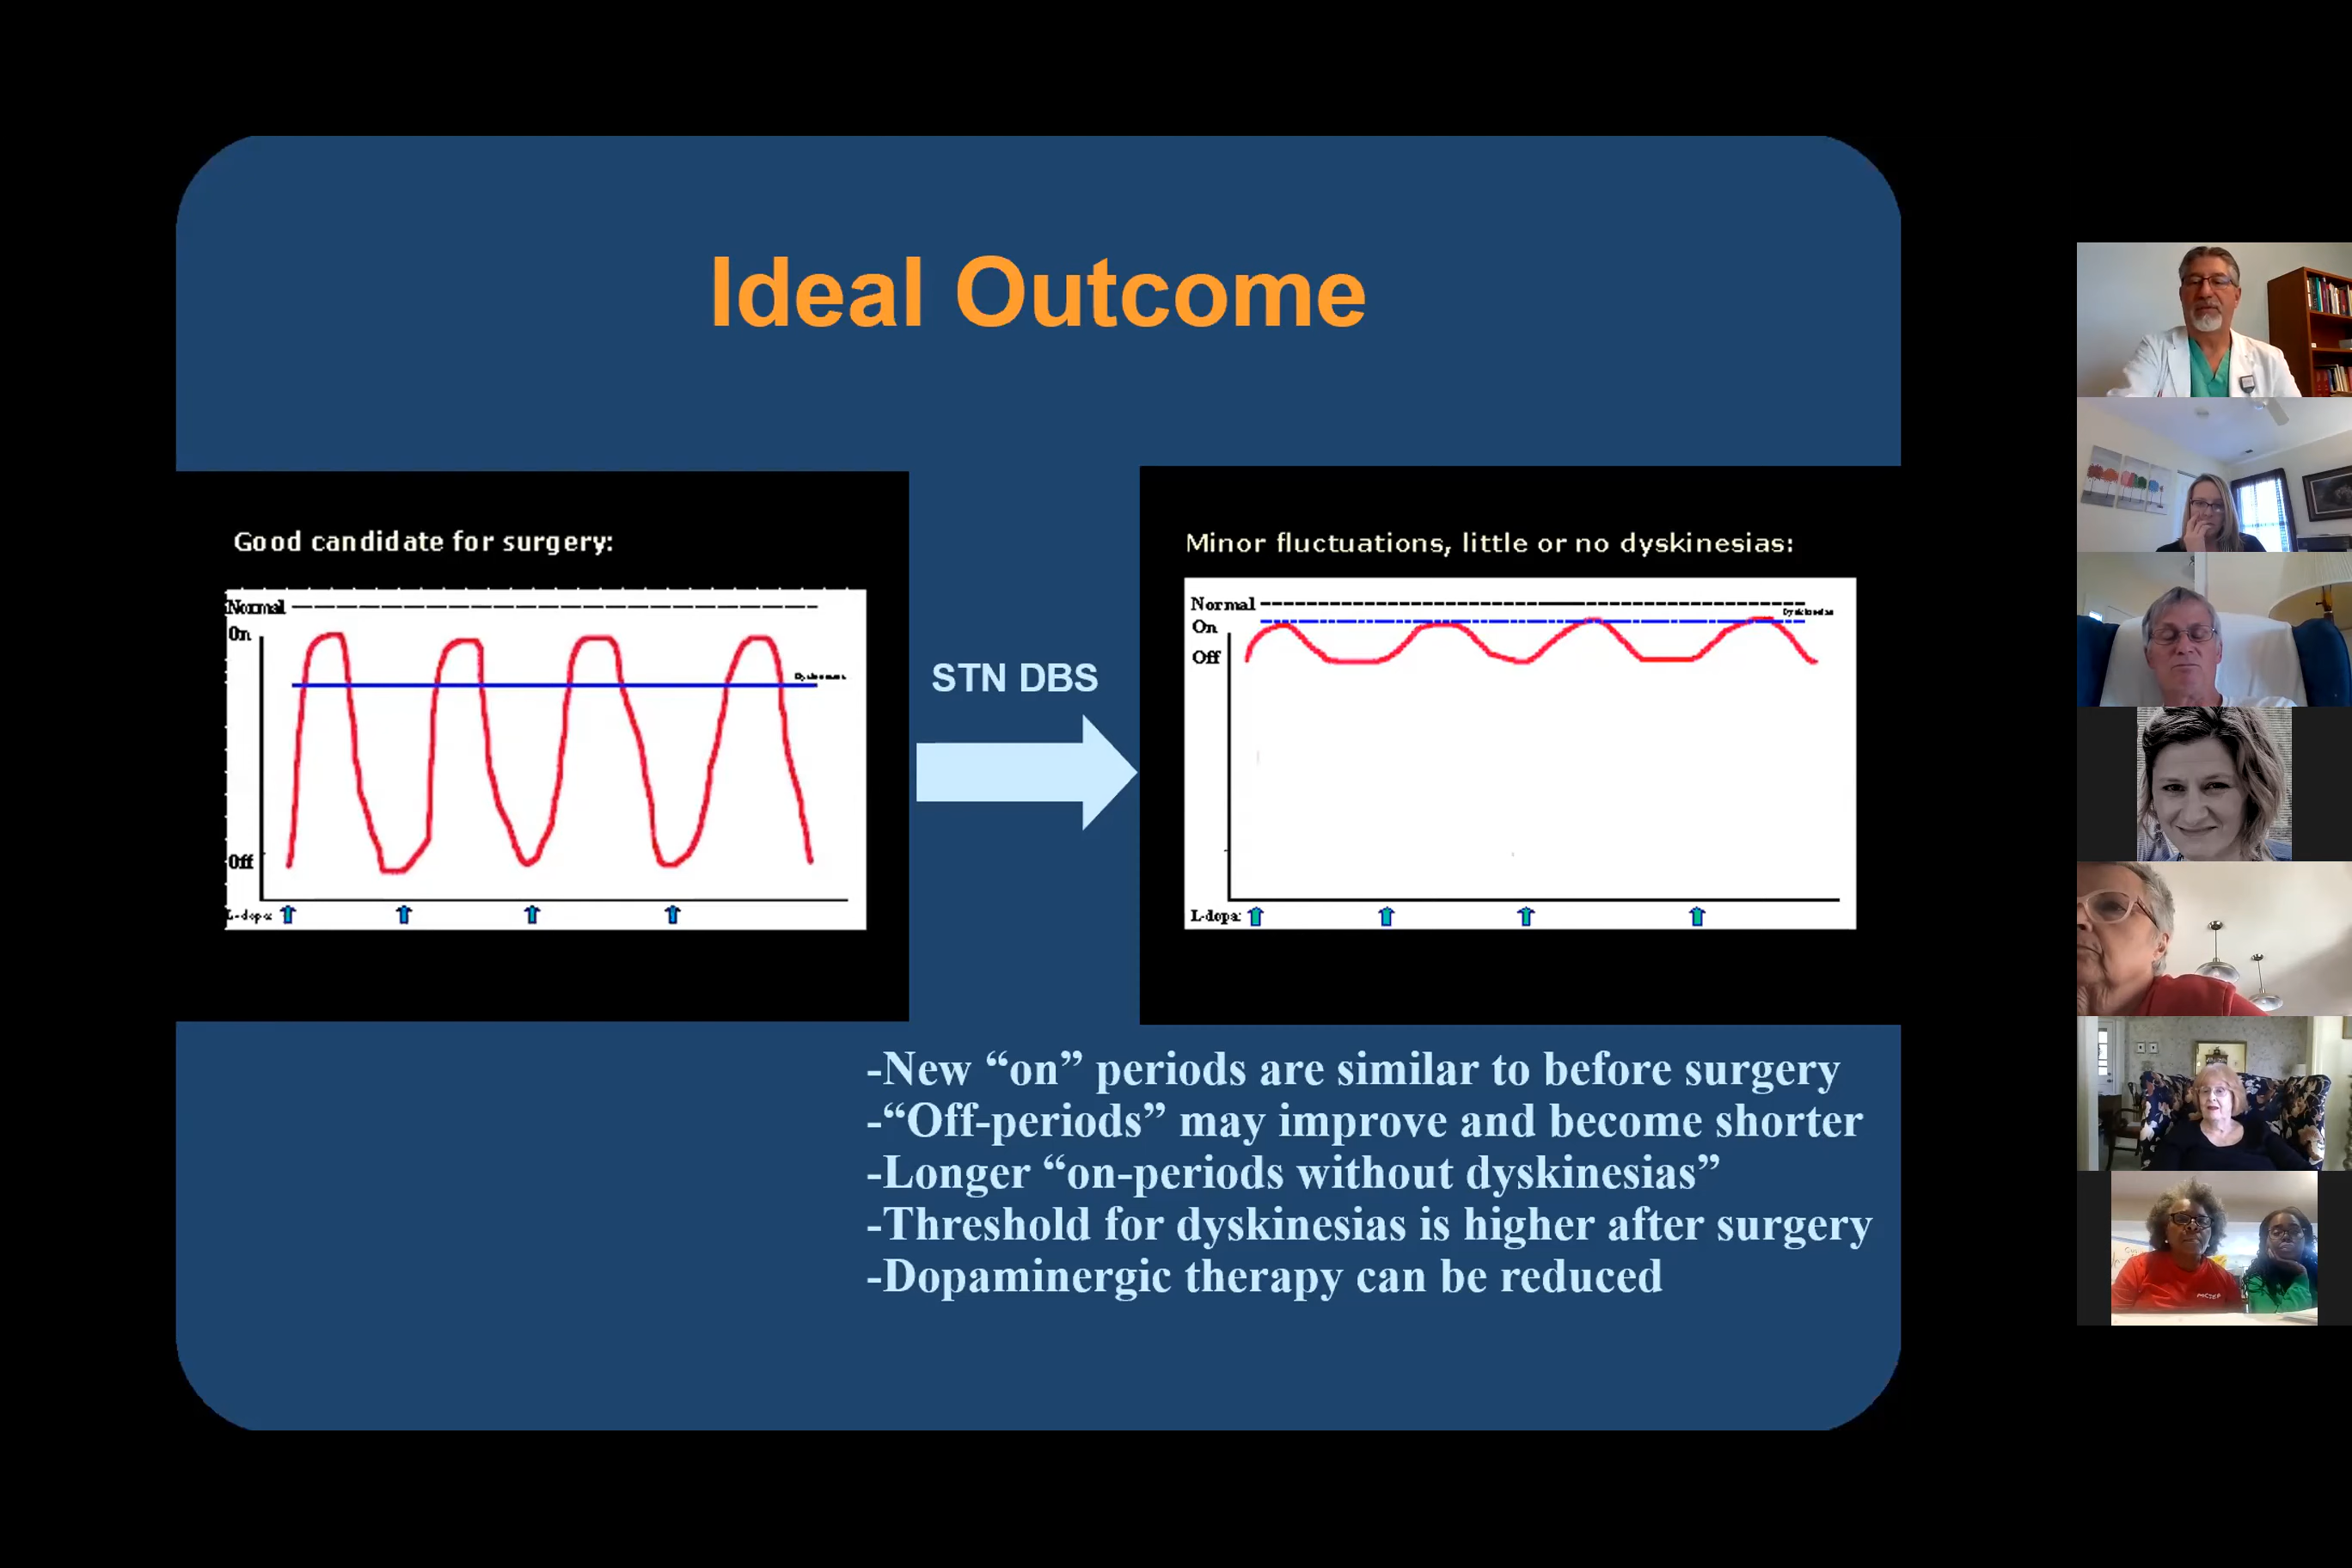 Ideal Outcome
Good candidate for surgery:
Normal
On
Off
L-dopa:
STN DBS
Minor fluctuations, little or no dyskinesias:
Normal
Dyskinesias
On
Off
L-dopa:
-New “on” periods are similar to before surgery
-“Off-periods” may improve and become shorter
-Longer “on-periods without dyskinesias”
-Threshold for dyskinesias is higher after surgery
-Dopaminergic therapy can be reduced